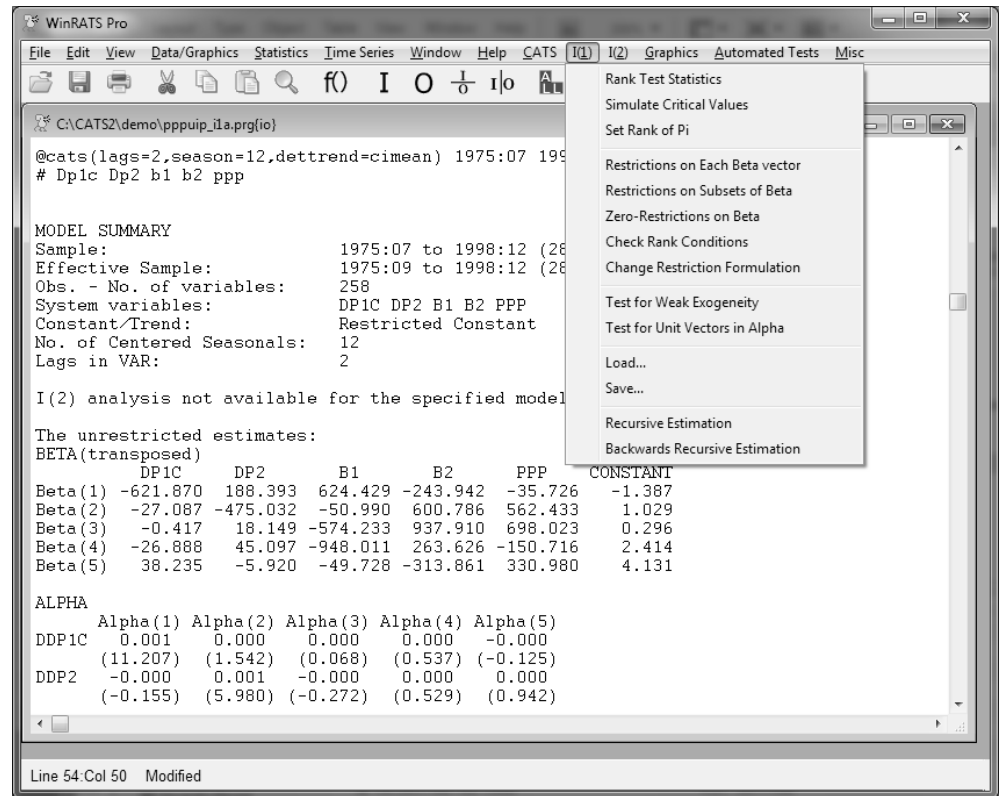 WinRATS Pro
File Edit View Data/Graphics Statistics Time Series Window Help CATS I(1) I(2) Graphics Automated Tests Misc
f() I O I/O I|O ALL
Rank Test Statistics
Simulate Critical Values
Set Rank of Pi
Restrictions on Each Beta vector
Restrictions on Subsets of Beta
Zero-Restrictions on Beta
Check Rank Conditions
Change Restriction Formulation
Test for Weak Exogeneity
Test for Unit Vectors in Alpha
Load...
Save...
Recursive Estimation
Backwards Recursive Estimation
C:\CATS2\demo\pppuip_i1a.prg{io}
@cats(lags=2,season=12,dettrend=cimean) 1975:07 199
# Dp1c Dp2 b1 b2 ppp
MODEL SUMMARY
Sample: 1975:07 to 1998:12 (28
Effective Sample: 1975:09 to 1998:12 (28
Obs. - No. of variables: 258
System variables: DP1C DP2 B1 B2 PPP
Constant/Trend: Restricted Constant
No. of Centered Seasonals: 12
Lags in VAR: 2
I(2) analysis not available for the specified model
The unrestricted estimates:
BETA(transposed)
DP1C DP2 B1 B2 PPP CONSTANT
Beta(1) -621.870 188.393 624.429 -243.942 -35.726 -1.387
Beta(2) -27.087 -475.032 -50.990 600.786 562.433 1.029
Beta(3) -0.417 18.149 -574.233 937.910 698.023 0.296
Beta(4) -26.888 45.097 -948.011 263.626 -150.716 2.414
Beta(5) 38.235 -5.920 -49.728 -313.861 330.980 4.131
ALPHA
Alpha(1) Alpha(2) Alpha(3) Alpha(4) Alpha(5)
DDP1C 0.001 0.000 0.000 0.000 -0.000
(11.207) (1.542) (0.068) (0.537) (-0.125)
DDP2 -0.000 0.001 -0.000 0.000 0.000
(-0.155) (5.980) (-0.272) (0.529) (0.942)
Line 54:Col 50 Modified